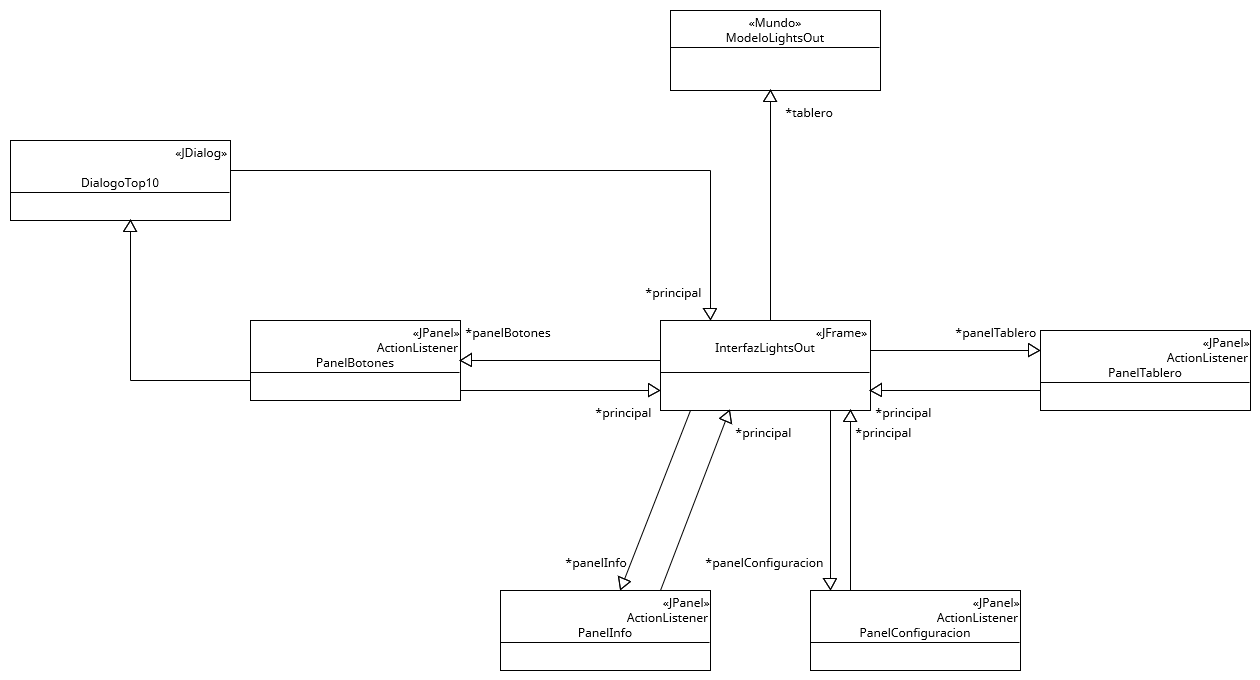 «Mundo»
ModeloLightsOut
*tablero
«JDialog»
DialogoTop10
*principal
«JPanel»
ActionListener
PanelBotones
*panelBotones
*principal
«JFrame»
InterfazLightsOut
*panelTablero
«JPanel»
ActionListener
PanelTablero
*principal
*principal
*principal
*panelInfo
*panelConfiguracion
«JPanel»
ActionListener
PanelInfo
«JPanel»
ActionListener
PanelConfiguracion